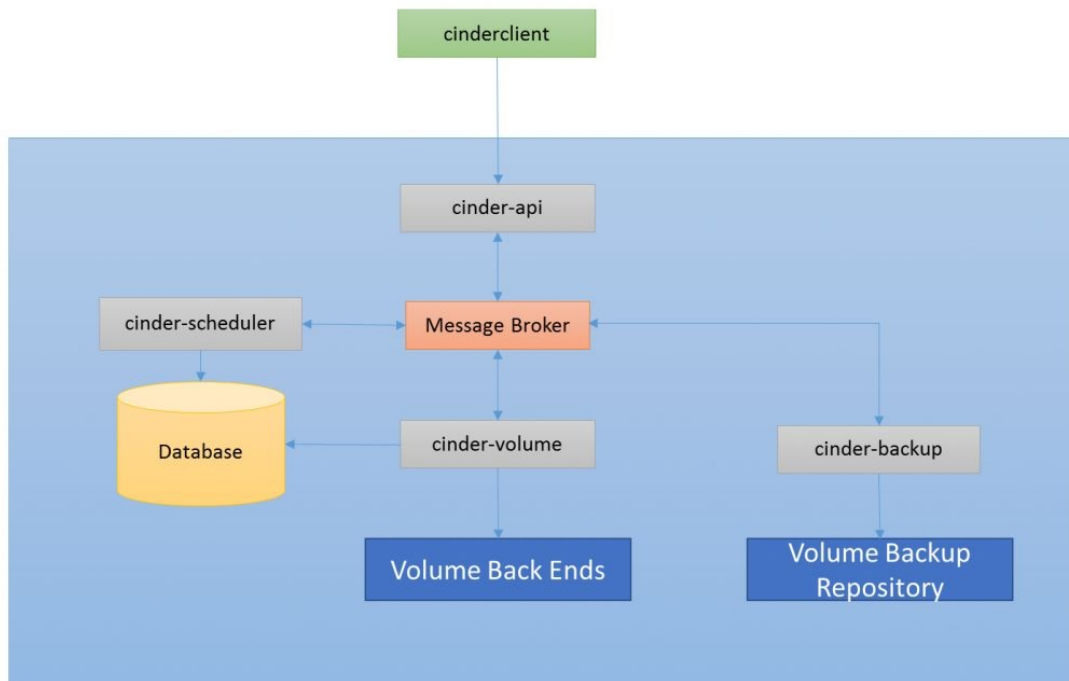 cinderclient
cinder-api
cinder-scheduler
Message Broker
Database
cinder-volume
cinder-backup
Volume Back Ends
Volume Backup
Repository